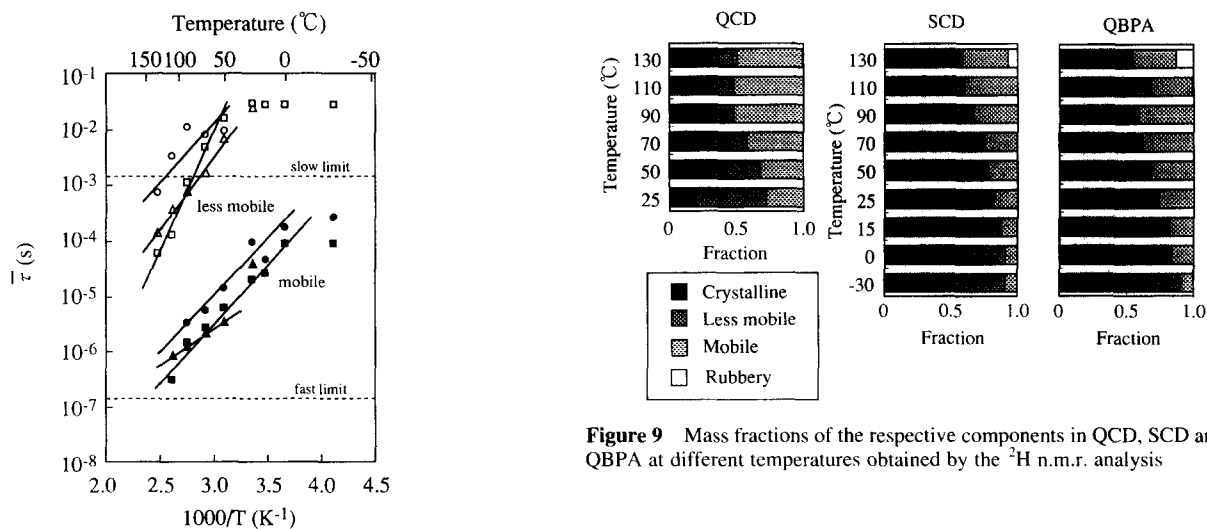 Temperature (℃)
150 100 50 0 -50
10-1
10-2
10-3
10-4
10-5
10-6
10-7
10-8
τ (s)
slow limit
less mobile
mobile
fast limit
2.0 2.5 3.0 3.5 4.0 4.5
1000/T (K-1)
QCD
Temperature (℃)
130
110
90
70
50
25
0 0.5 1.0
Fraction
Crystalline
Less mobile
Mobile
Rubbery
SCD
Temperature (℃)
130
110
90
70
50
25
15
0
-30
0 0.5 1.0
Fraction
QBPA
0 0.5 1.0
Fraction
Figure 9 Mass fractions of the respective components in QCD, SCD a
QBPA at different temperatures obtained by the 2H n.m.r. analysis